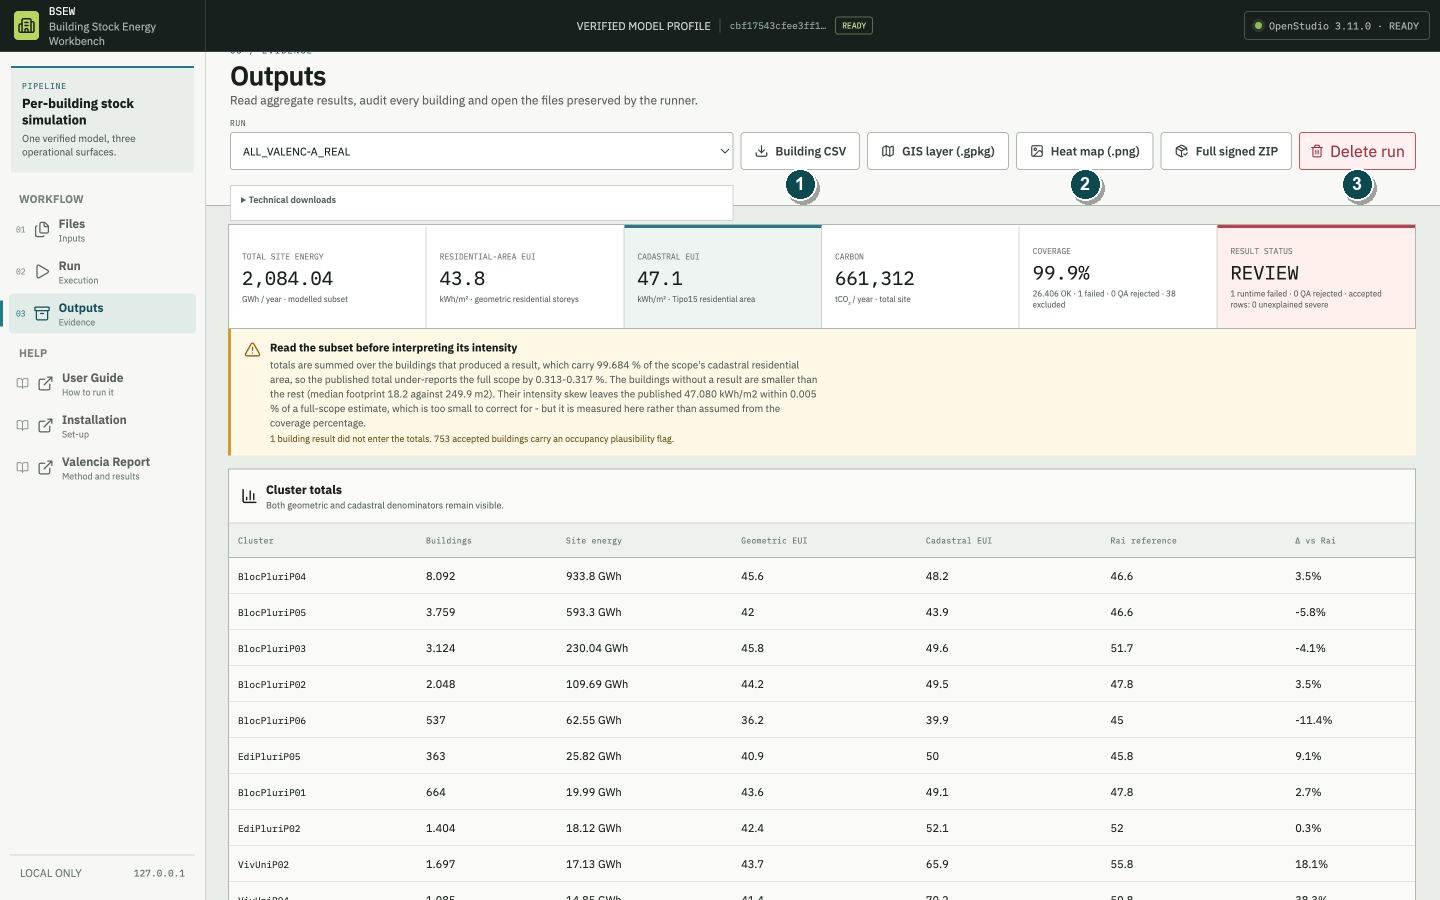 BSEW
Building Stock Energy
Workbench
VERIFIED MODEL PROFILE
cbf17543cfee3ff1…
READY
OpenStudio 3.11.0 · READY
PIPELINE
Per-building stock
simulation
One verified model, three
operational surfaces.
WORKFLOW
01 Files
Inputs
02 Run
Execution
03 Outputs
Evidence
HELP
User Guide
How to run it
Installation
Set-up
Valencia Report
Method and results
LOCAL ONLY 127.0.0.1
Outputs
Read aggregate results, audit every building and open the files preserved by the runner.
RUN
ALL_VALENC-A_REAL
Building CSV
GIS layer (.gpkg)
Heat map (.png)
Full signed ZIP
Delete run
1
2
3
Technical downloads
TOTAL SITE ENERGY
2,084.04
GWh / year · modelled subset
RESIDENTIAL-AREA EUI
43.8
kWh/m² · geometric residential storeys
CADASTRAL EUI
47.1
kWh/m² · Tipo15 residential area
CARBON
661,312
tCO₂ / year · total site
COVERAGE
99.9%
26.406 OK · 1 failed · 0 QA rejected · 38
excluded
RESULT STATUS
REVIEW
1 runtime failed · 0 QA rejected · accepted
rows: 0 unexplained severe
Read the subset before interpreting its intensity
totals are summed over the buildings that produced a result, which carry 99.684 % of the scope's cadastral residential
area, so the published total under-reports the full scope by 0.313-0.317 %. The buildings without a result are smaller than
the rest (median footprint 18.2 against 249.9 m2). Their intensity skew leaves the published 47.080 kWh/m2 within 0.005
% of a full-scope estimate, which is too small to correct for - but it is measured here rather than assumed from the
coverage percentage.
1 building result did not enter the totals. 753 accepted buildings carry an occupancy plausibility flag.
Cluster totals
Both geometric and cadastral denominators remain visible.
Cluster Buildings Site energy Geometric EUI Cadastral EUI Rai reference Δ vs Rai
BlocPluriP04 8.092 933.8 GWh 45.6 48.2 46.6 3.5%
BlocPluriP05 3.759 593.3 GWh 42 43.9 46.6 -5.8%
BlocPluriP03 3.124 230.04 GWh 45.8 49.6 51.7 -4.1%
BlocPluriP02 2.048 109.69 GWh 44.2 49.5 47.8 3.5%
BlocPluriP06 537 62.55 GWh 36.2 39.9 45 -11.4%
EdiPluriP05 363 25.82 GWh 40.9 50 45.8 9.1%
BlocPluriP01 664 19.99 GWh 43.6 49.1 47.8 2.7%
EdiPluriP02 1.404 18.12 GWh 42.4 52.1 52 0.3%
VivUniP02 1.697 17.13 GWh 43.7 65.9 55.8 18.1%